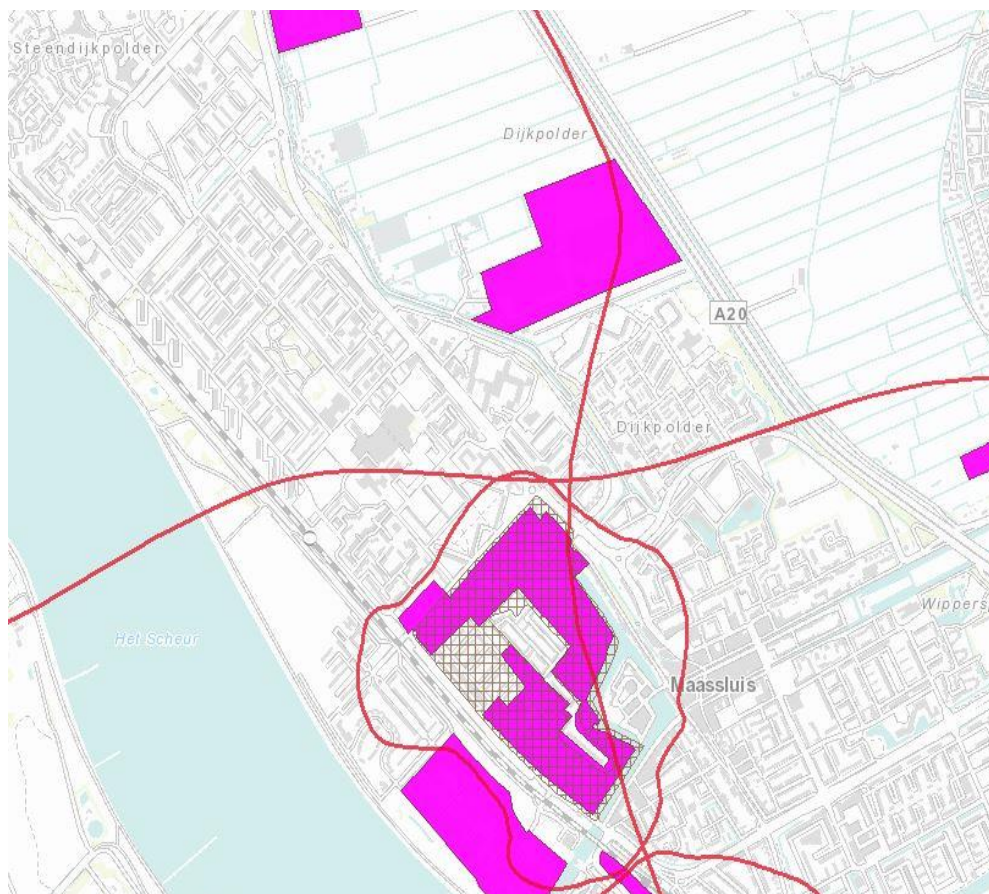 Steendijkpolder
Dijkpolder
A20
Dijkpolder
Wippers
Het Scheur
Maassluis